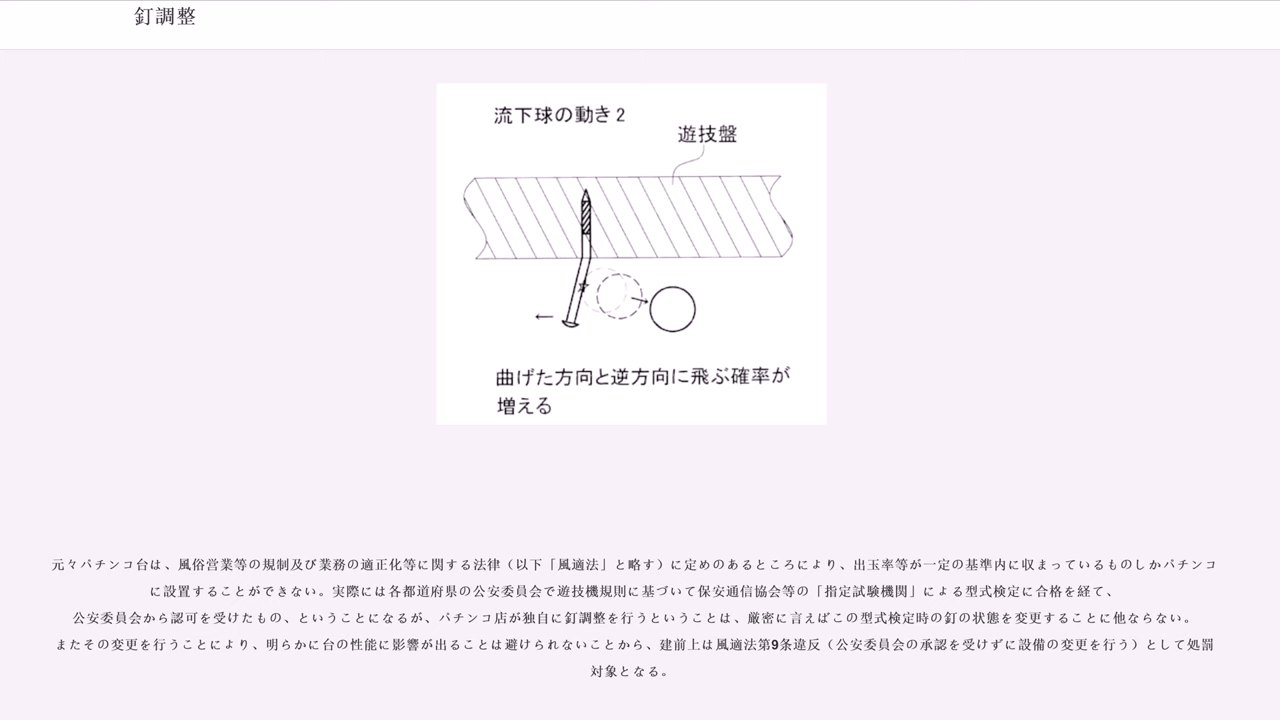 釘調整
流下球の動き2
遊技盤
曲げた方向と逆方向に飛ぶ確率が
増える
元々パチンコ台は、風俗営業等の規制及び業務の適正化等に関する法律（以下「風適法」と略す）に定めのあるところにより、出玉率等が一定の基準内に収まっているものしかパチンコ
に設置することができない。実際には各都道府県の公安委員会で遊技機規則に基づいて保安通信協会等の「指定試験機関」による型式検定に合格を経て、
公安委員会から認可を受けたもの、ということになるが、パチンコ店が独自に釘調整を行うということは、厳密に言えばこの型式検定時の釘の状態を変更することに他ならない。
またその変更を行うことにより、明らかに台の性能に影響が出ることは避けられないことから、建前上は風適法第9条違反（公安委員会の承認を受けずに設備の変更を行う）として処罰
対象となる。